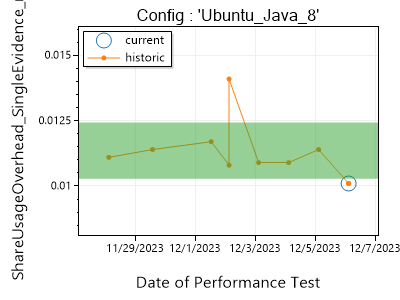 Config : 'Ubuntu_Java_8'
current
historic
0.015
0.0125
0.01
ShareUsageOverhead_SingleEvidence_
11/29/2023
12/1/2023
12/3/2023
12/5/2023
12/7/2023
Date of Performance Test